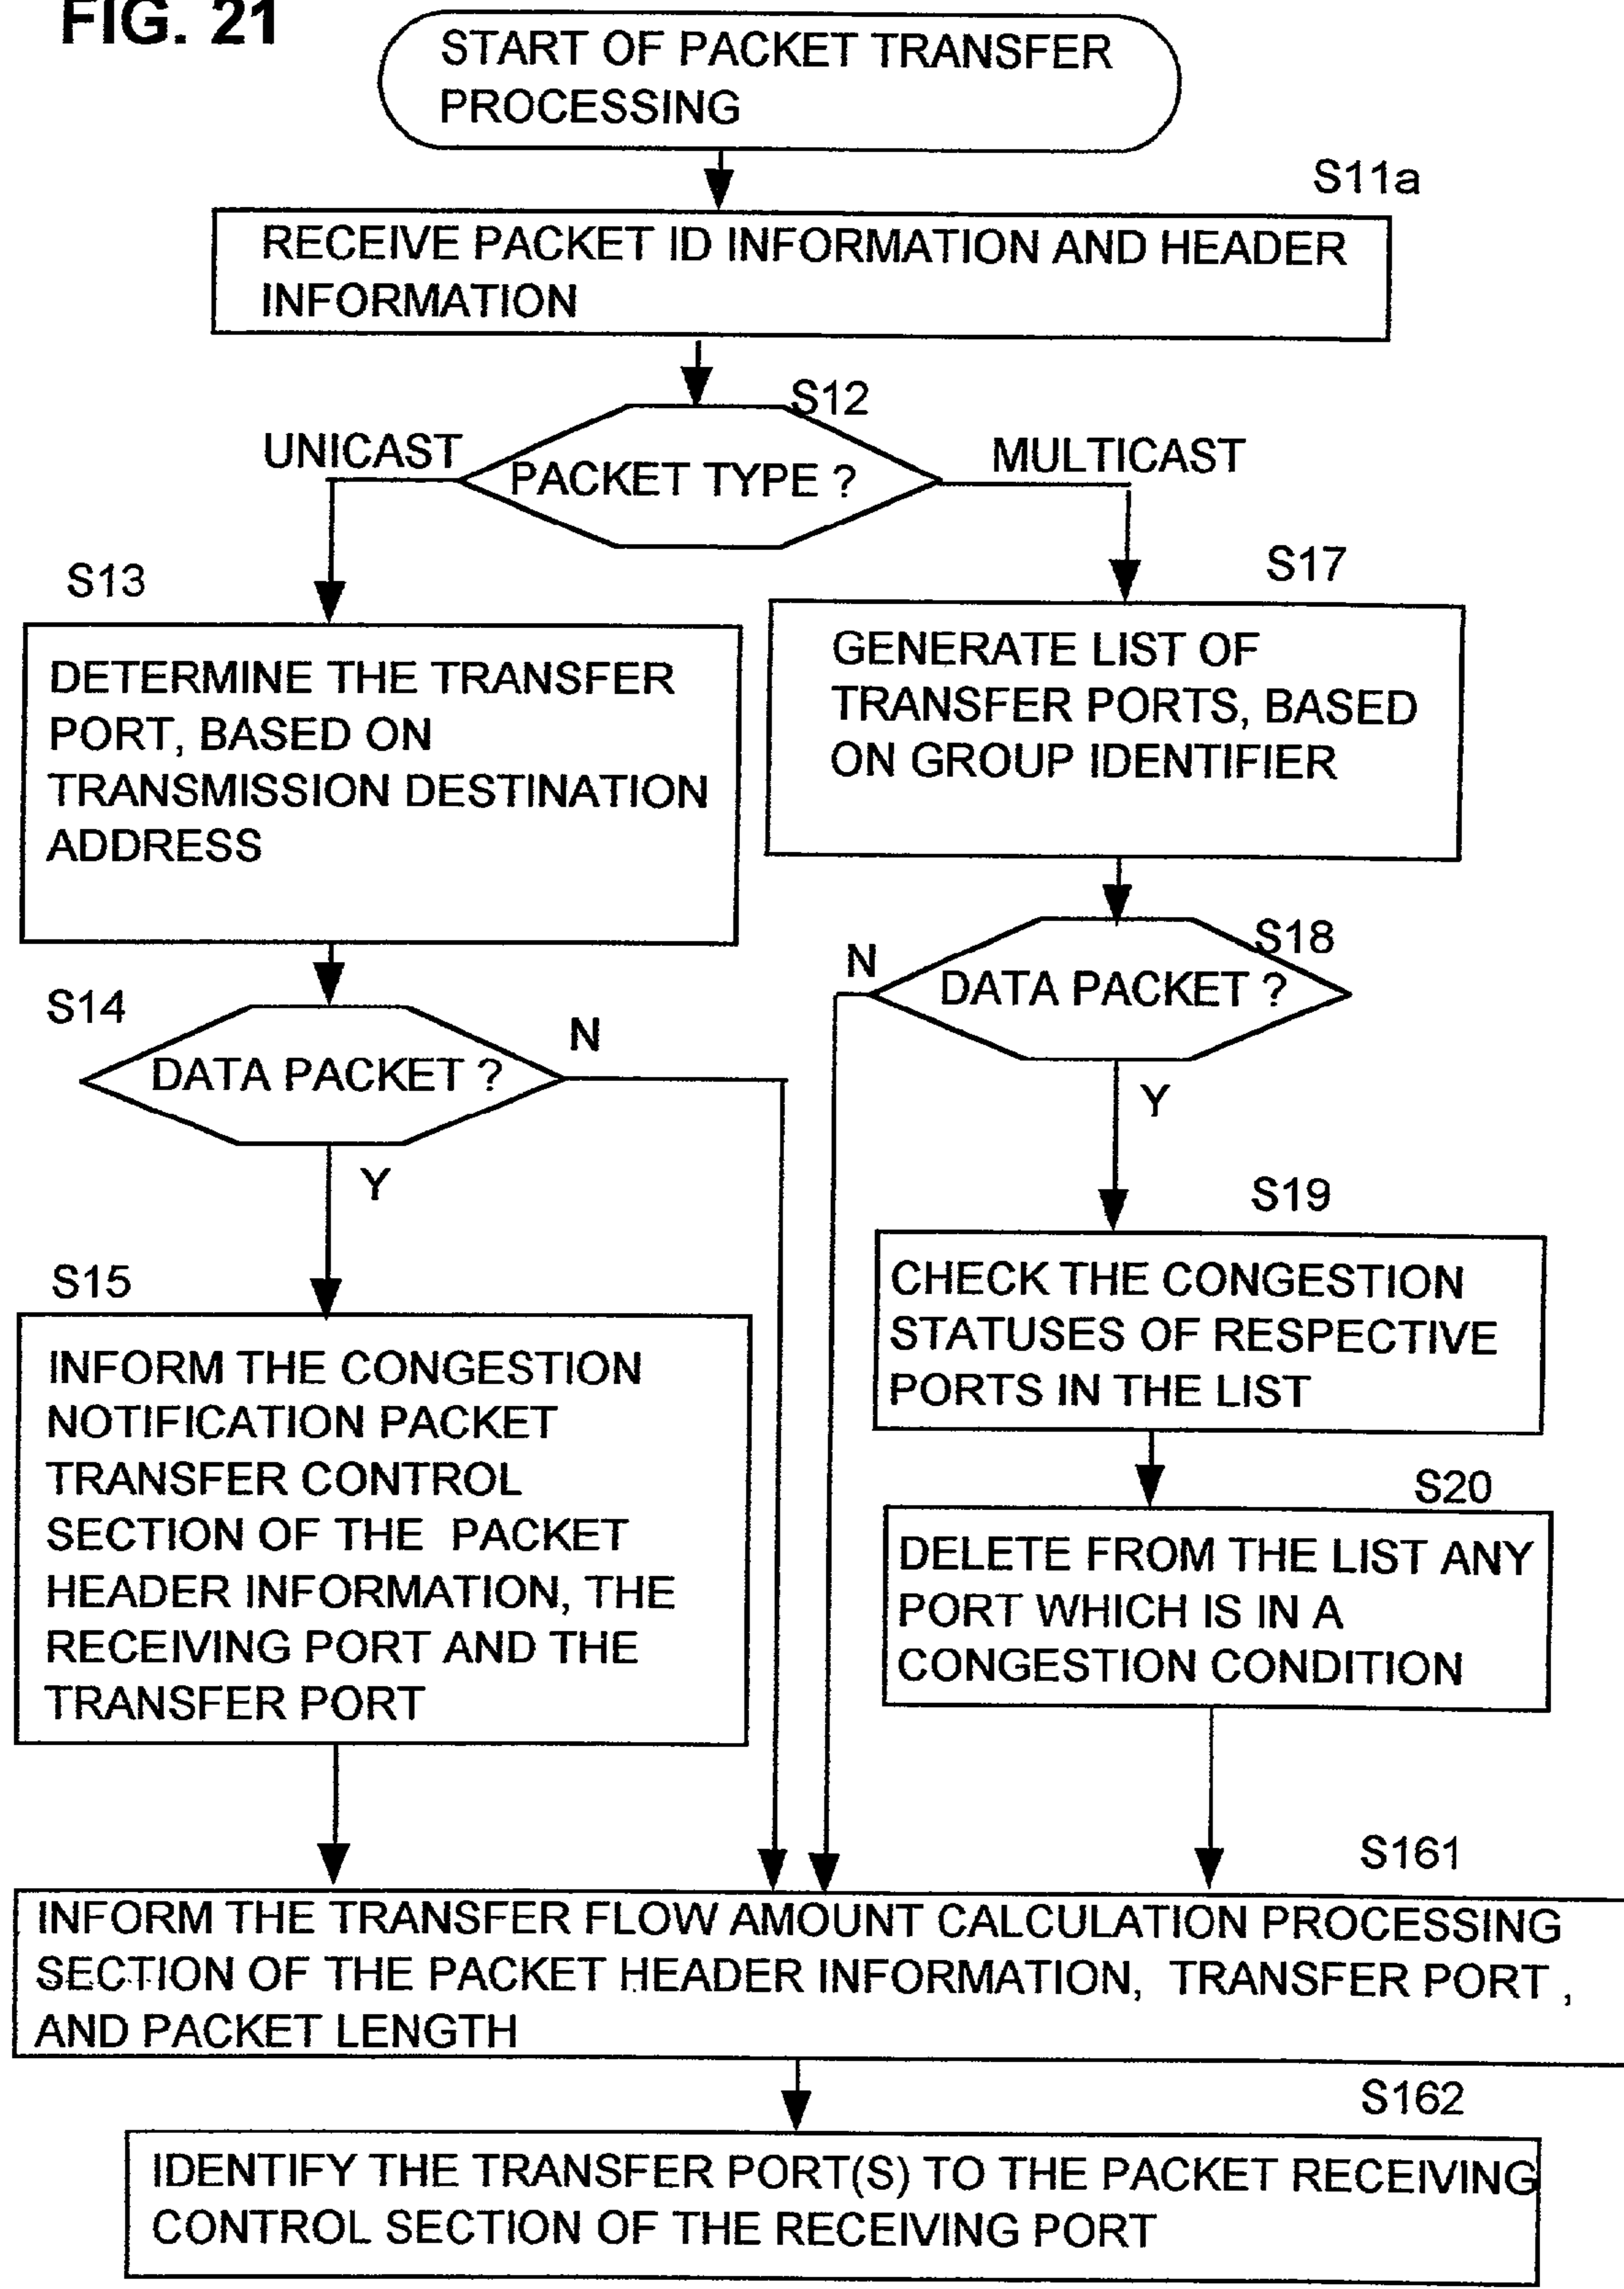 FIG. 21
START OF PACKET TRANSFER
PROCESSING
S11a
RECEIVE PACKET ID INFORMATION AND HEADER
INFORMATION
S12
UNICAST
PACKET TYPE ?
MULTICAST
S13
DETERMINE THE TRANSFER
PORT, BASED ON
TRANSMISSION DESTINATION
ADDRESS
S17
GENERATE LIST OF
TRANSFER PORTS, BASED
ON GROUP IDENTIFIER
S14
DATA PACKET ?
N
Y
S18
N
DATA PACKET ?
Y
S15
INFORM THE CONGESTION
NOTIFICATION PACKET
TRANSFER CONTROL
SECTION OF THE PACKET
HEADER INFORMATION, THE
RECEIVING PORT AND THE
TRANSFER PORT
S19
CHECK THE CONGESTION
STATUSES OF RESPECTIVE
PORTS IN THE LIST
S20
DELETE FROM THE LIST ANY
PORT WHICH IS IN A
CONGESTION CONDITION
S161
INFORM THE TRANSFER FLOW AMOUNT CALCULATION PROCESSING
SECTION OF THE PACKET HEADER INFORMATION, TRANSFER PORT ,
AND PACKET LENGTH
S162
IDENTIFY THE TRANSFER PORT(S) TO THE PACKET RECEIVING
CONTROL SECTION OF THE RECEIVING PORT